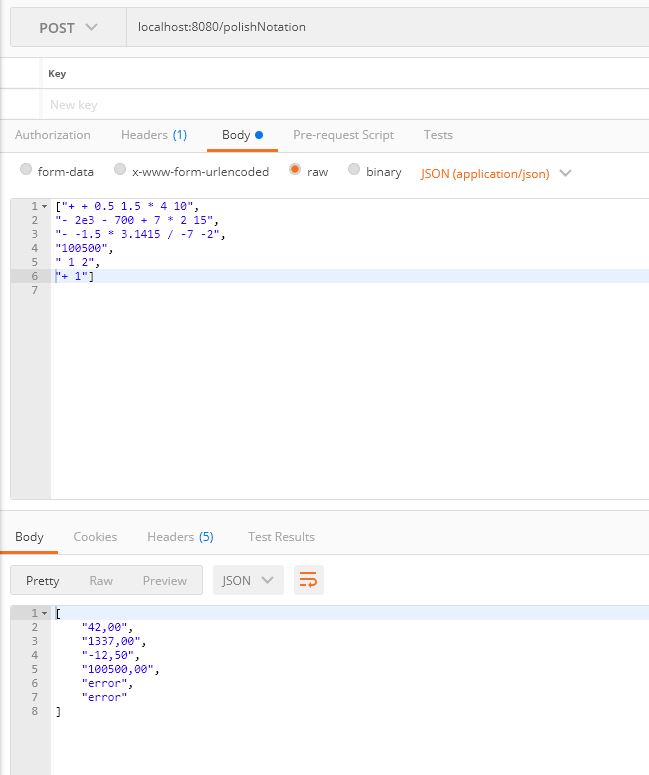 POST localhost:8080/polishNotation
Key
New key
Authorization Headers (1) Body Pre-request Script Tests
form-data x-www-form-urlencoded raw binary JSON (application/json)
1 ["+ + 0.5 1.5 * 4 10",
2 "- 2e3 - 700 + 7 * 2 15",
3 "- -1.5 * 3.1415 / -7 -2",
4 "100500",
5 " 1 2",
6 "+ 1"]
7
Body Cookies Headers (5) Test Results
Pretty Raw Preview JSON
1 [
2 "42,00",
3 "1337,00",
4 "-12,50",
5 "100500,00",
6 "error",
7 "error"
8 ]